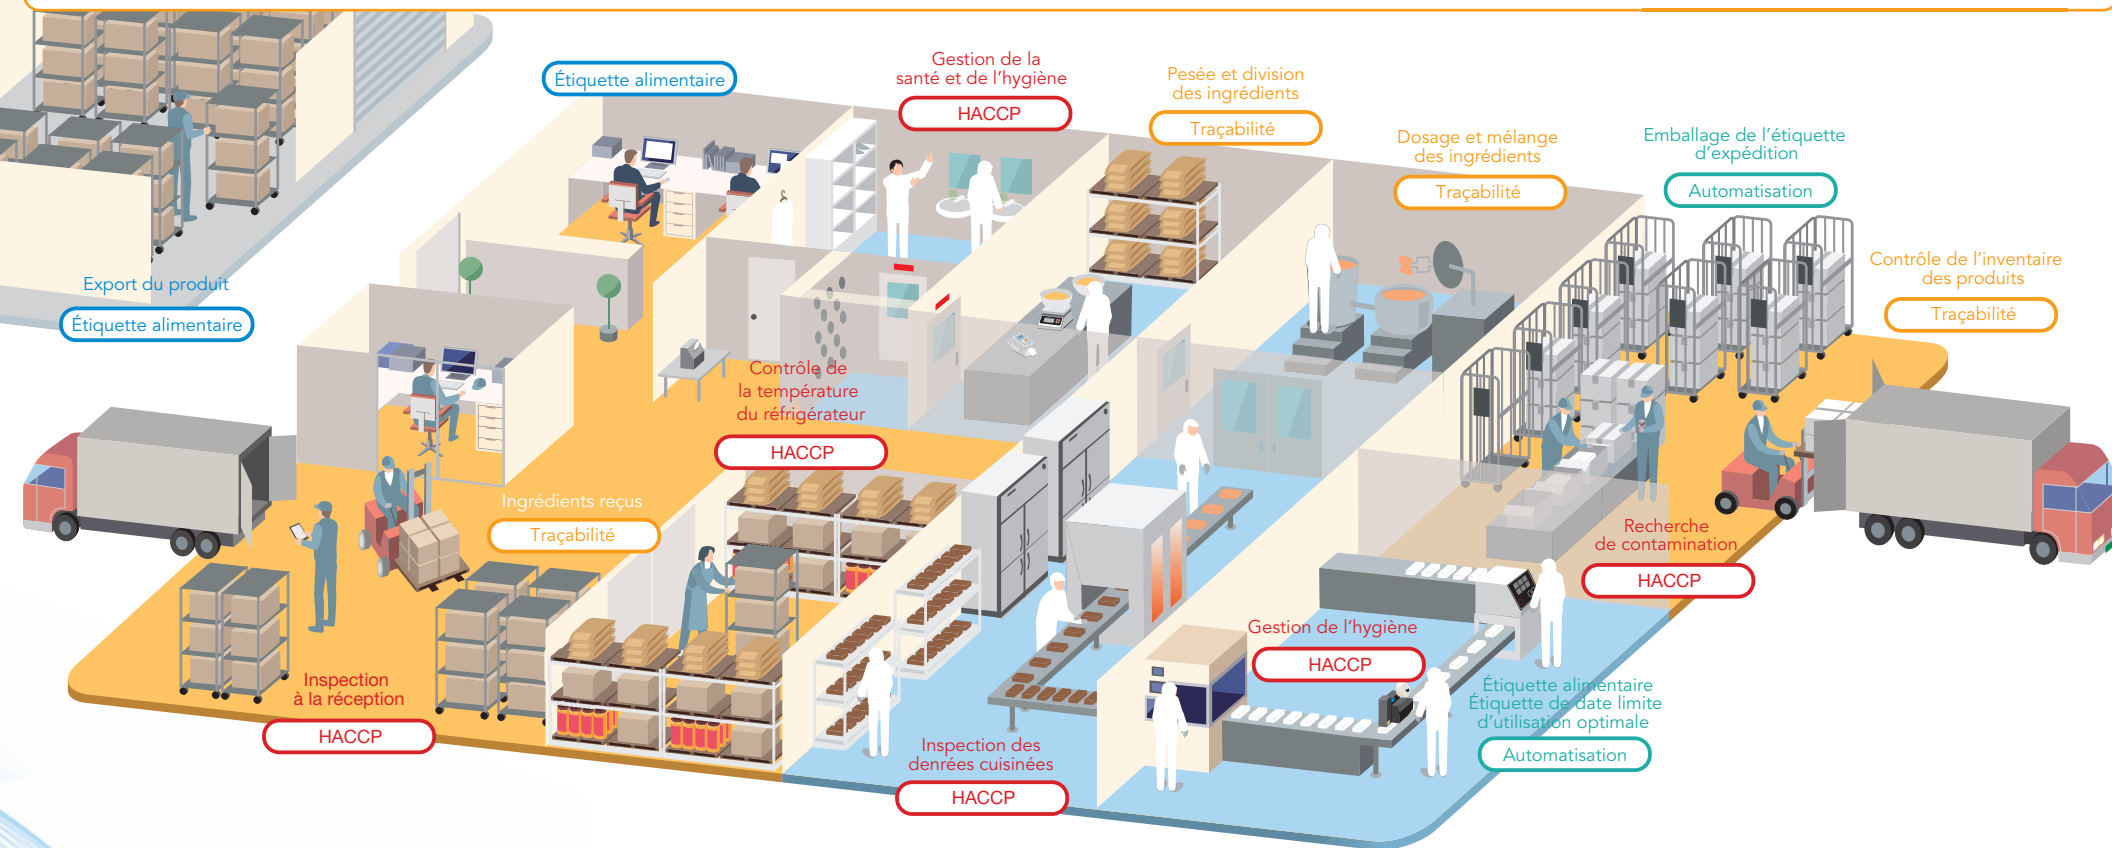 Étiquette alimentaire
Gestion de la
santé et de l'hygiène
HACCP
Pesée et division
des ingrédients
Traçabilité
Dosage et mélange
des ingrédients
Traçabilité
Emballage de l'étiquette
d'expédition
Automatisation
Contrôle de l'inventaire
des produits
Traçabilité
Export du produit
Étiquette alimentaire
Contrôle de
la température
du réfrigérateur
HACCP
Ingrédients reçus
Traçabilité
Recherche
de contamination
HACCP
Gestion de l'hygiène
HACCP
Inspection
à la réception
HACCP
Étiquette alimentaire
Étiquette de date limite
d'utilisation optimale
Automatisation
Inspection des
denrées cuisinées
HACCP